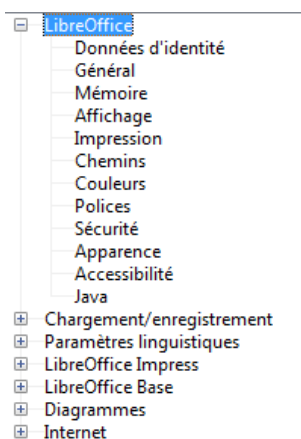 LibreOffice
Données d'identité
Général
Mémoire
Affichage
Impression
Chemins
Couleurs
Polices
Sécurité
Apparence
Accessibilité
Java
Chargement/enregistrement
Paramètres linguistiques
LibreOffice Impress
LibreOffice Base
Diagrammes
Internet